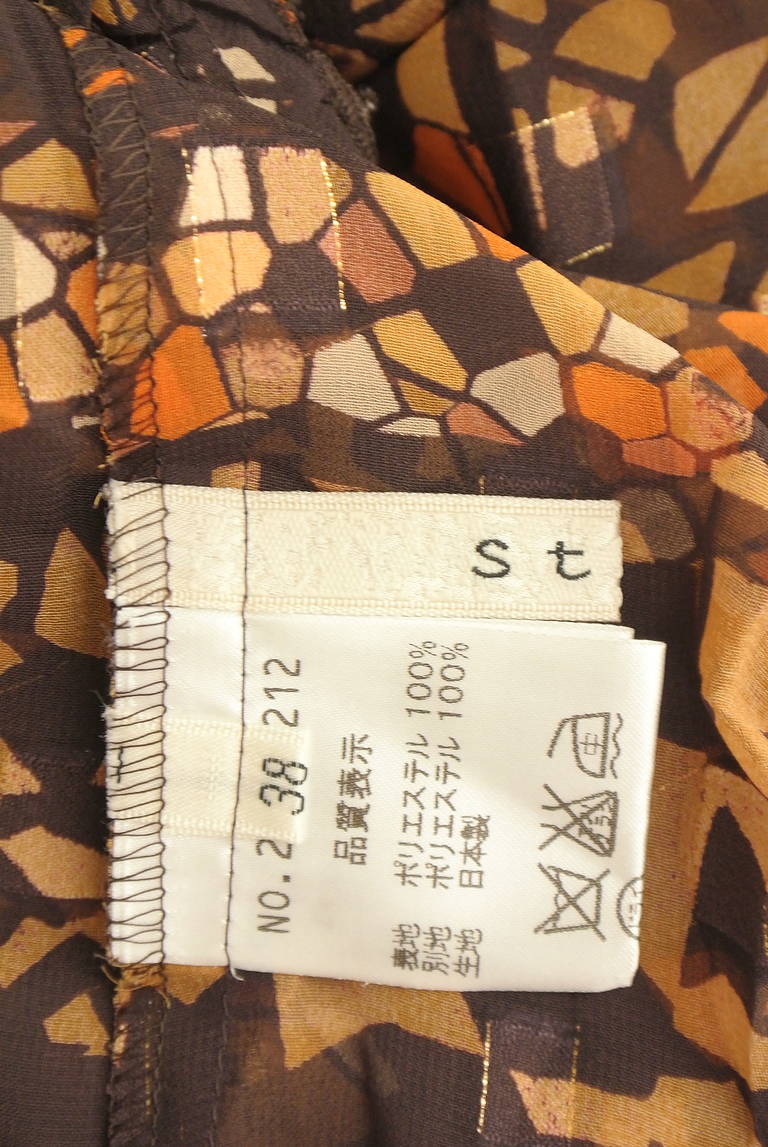 St
NO.2 212
38
品質表示
表地 ポリエステル 100%
別地 ポリエステル 100%
生地 日本製
中